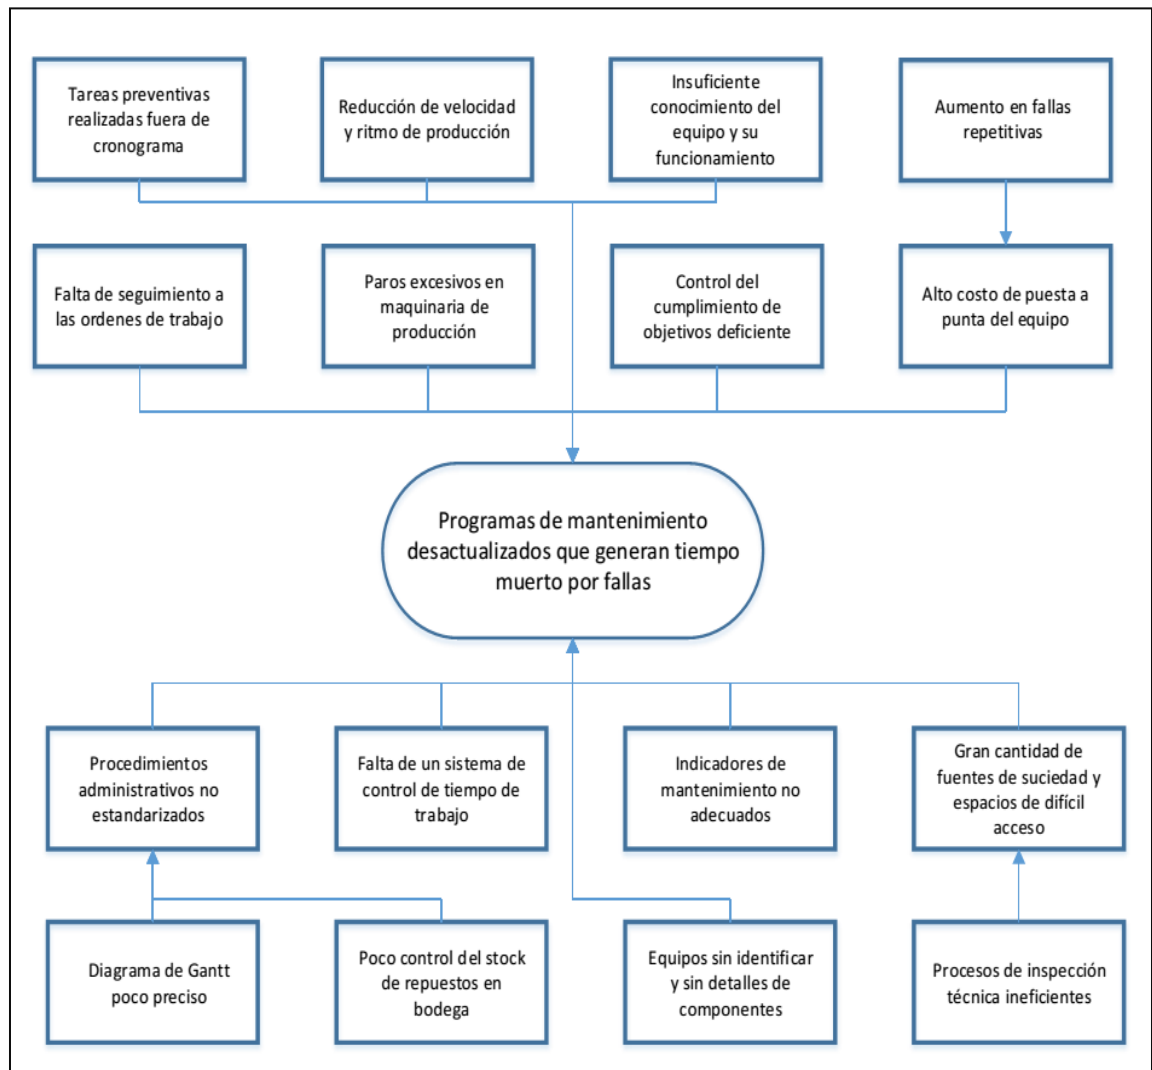 Tareas preventivas
realizadas fuera de
cronograma
Reducción de velocidad
y ritmo de producción
Insuficiente
conocimiento del
equipo y su
funcionamiento
Aumento en fallas
repetitivas
Falta de seguimiento a
las ordenes de trabajo
Paros excesivos en
maquinaria de
producción
Control del
cumplimiento de
objetivos deficiente
Alto costo de puesta a
punta del equipo
Programas de mantenimiento
desactualizados que generan tiempo
muerto por fallas
Procedimientos
administrativos no
estandarizados
Falta de un sistema de
control de tiempo de
trabajo
Indicadores de
mantenimiento no
adecuados
Gran cantidad de
fuentes de suciedad y
espacios de difícil
acceso
Diagrama de Gantt
poco preciso
Poco control del stock
de repuestos en
bodega
Equipos sin identificar
y sin detalles de
componentes
Procesos de inspección
técnica ineficientes